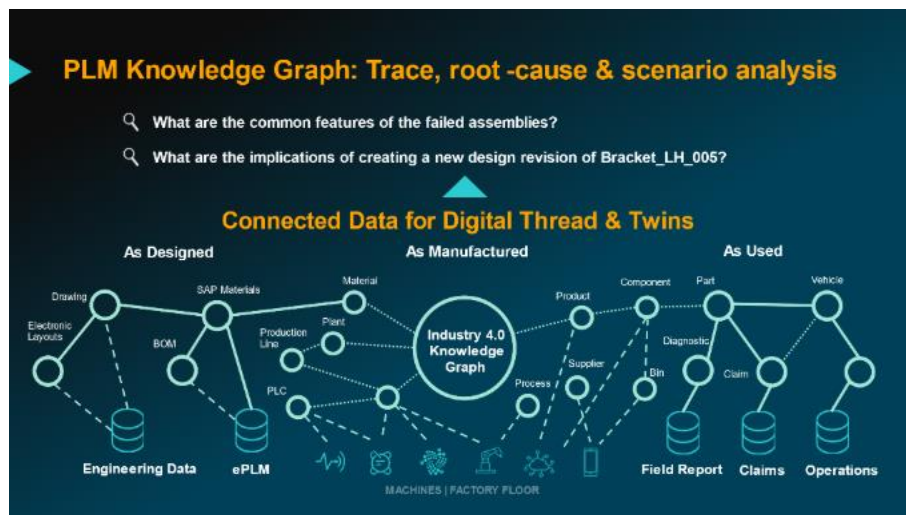 PLM Knowledge Graph: Trace, root -cause & scenario analysis
What are the common features of the failed assemblies?
What are the implications of creating a new design revision of Bracket_LH_005?
Connected Data for Digital Thread & Twins
As Designed
As Manufactured
As Used
Drawing
SAP Materials
Material
Product
Component
Part
Vehicle
Electronic
Layouts
BOM
Production
Line
Plant
Industry 4.0
Knowledge
Graph
Supplier
Diagnostic
Claim
Bin
PLC
Process
Engineering Data
ePLM
Field Report
Claims
Operations
MACHINES | FACTORY FLOOR